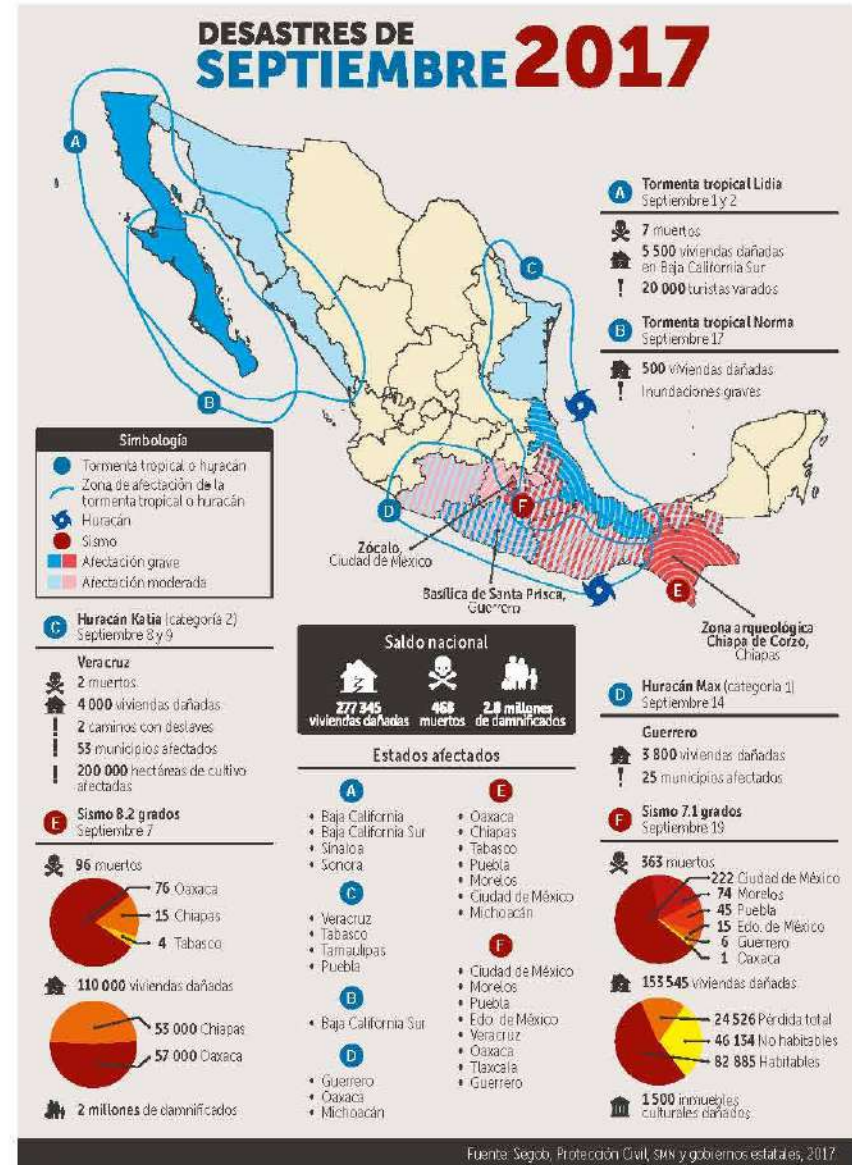 DESASTRES DE
SEPTIEMBRE 2017
A
B
C
D
E
F
A
Tormenta tropical Lidia
Septiembre 1 y 2
7 muertos
5 500 viviendas dañadas
en Baja California Sur
20 000 turistas varados
B
Tormenta tropical Norma
Septiembre 17
500 viviendas dañadas
Inundaciones graves
Simbología
Tormenta tropical o huracán
Zona de afectación de la
tormenta tropical o huracán
Huracán
Sismo
Afectación grave
Afectación moderada
Zócalo,
Ciudad de México
Basílica de Santa Prisca,
Guerrero
Zona arqueológica
Chiapa de Corzo,
Chiapas
C
Huracán Katia (categoría 2)
Septiembre 8 y 9
Veracruz
2 muertos
4 000 viviendas dañadas
2 caminos con deslaves
53 municipios afectados
200 000 hectáreas de cultivo
afectadas
E
Sismo 8.2 grados
Septiembre 7
96 muertos
76 Oaxaca
15 Chiapas
4 Tabasco
110 000 viviendas dañadas
53 000 Chiapas
57 000 Oaxaca
2 millones de damnificados
Saldo nacional
277 345
viviendas dañadas
468
muertos
2.8 millones
de damnificados
Estados afectados
A
• Baja California
• Baja California Sur
• Sinaloa
• Sonora
C
• Veracruz
• Tabasco
• Tamaulipas
• Puebla
B
• Baja California Sur
D
• Guerrero
• Oaxaca
• Michoacán
E
• Oaxaca
• Chiapas
• Tabasco
• Puebla
• Morelos
• Ciudad de México
• Michoacán
F
• Ciudad de México
• Morelos
• Puebla
• Edo. de México
• Veracruz
• Oaxaca
• Tlaxcala
• Guerrero
D
Huracán Max (categoría 1)
Septiembre 14
Guerrero
3 800 viviendas dañadas
25 municipios afectados
F
Sismo 7.1 grados
Septiembre 19
363 muertos
222 Ciudad de México
74 Morelos
45 Puebla
15 Edo. de México
6 Guerrero
1 Oaxaca
153 545 viviendas dañadas
24 526 Pérdida total
46 134 No habitables
82 885 Habitables
1 500 inmuebles
culturales dañados
Fuente: Segob, Protección Civil, SMN y gobiernos estatales, 2017.